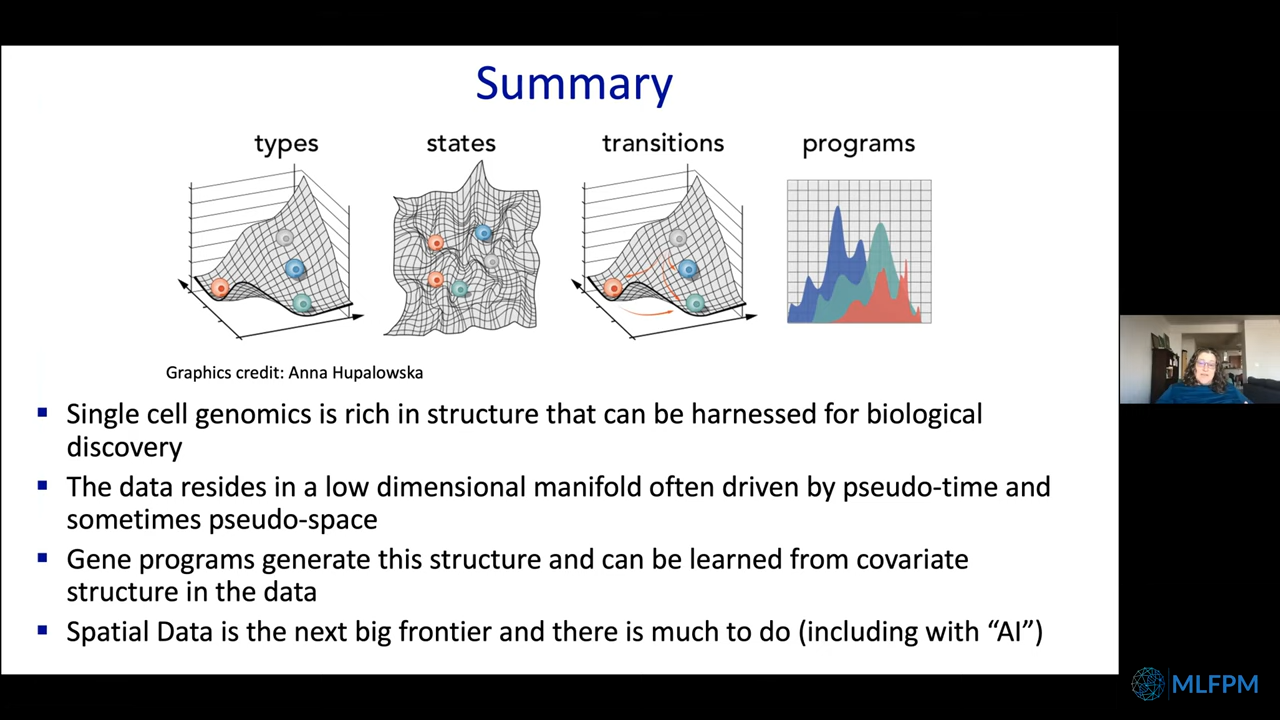 Summary
types states transitions programs
Graphics credit: Anna Hupalowska
▪ Single cell genomics is rich in structure that can be harnessed for biological
discovery
▪ The data resides in a low dimensional manifold often driven by pseudo-time and
sometimes pseudo-space
▪ Gene programs generate this structure and can be learned from covariate
structure in the data
▪ Spatial Data is the next big frontier and there is much to do (including with “AI”)
MLFPM